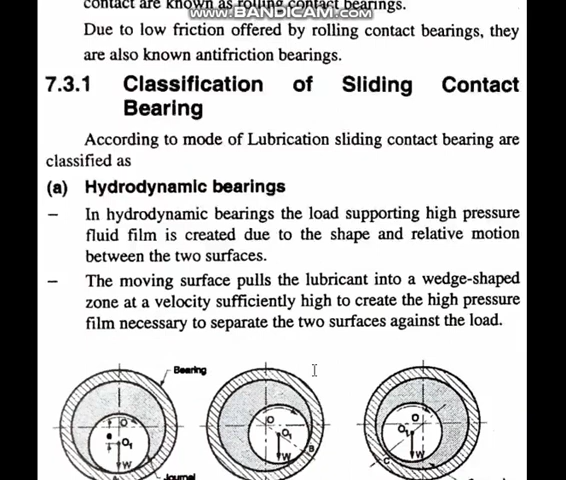 contact are known as rolling contact bearings.
WWW.BANDICAM.COM
Due to low friction offered by rolling contact bearings, they
are also known antifriction bearings.
7.3.1 Classification of Sliding Contact
Bearing
According to mode of Lubrication sliding contact bearing are
classified as
(a) Hydrodynamic bearings
– In hydrodynamic bearings the load supporting high pressure
fluid film is created due to the shape and relative motion
between the two surfaces.
– The moving surface pulls the lubricant into a wedge-shaped
zone at a velocity sufficiently high to create the high pressure
film necessary to separate the two surfaces against the load.
Bearing
O O O
e O₁ O₁ O₁
W W W
B
C
Journal